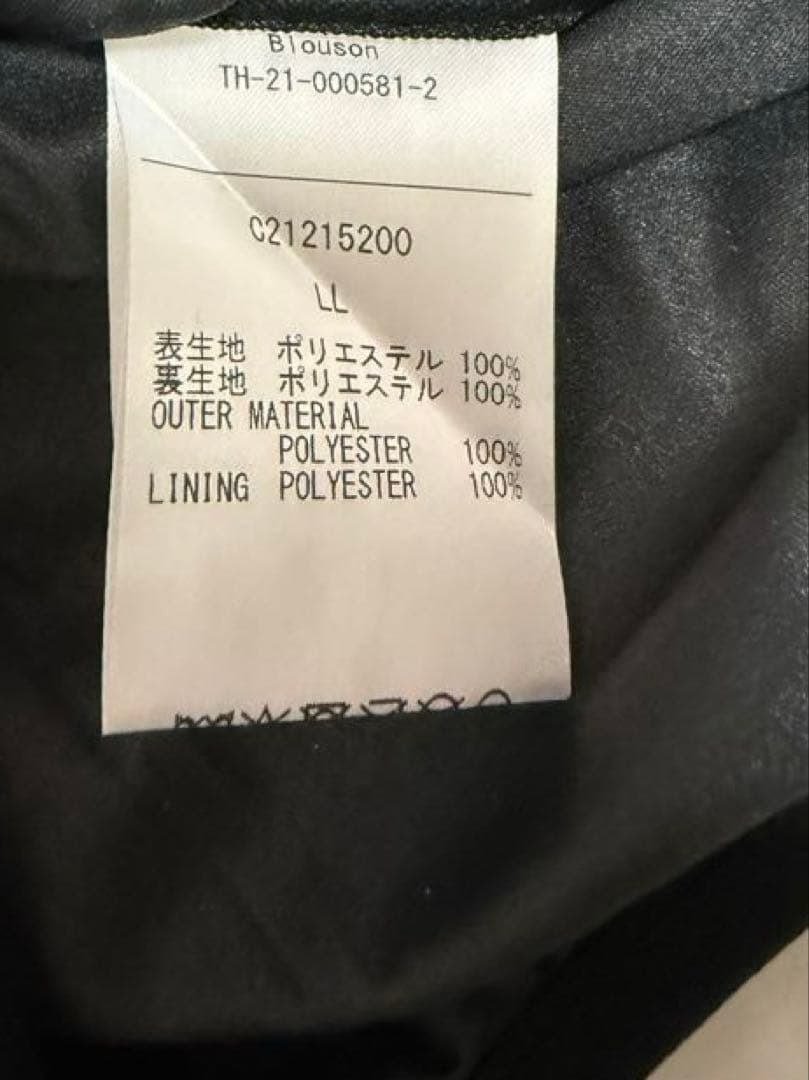 Blouson
TH-21-000581-2
C21215200
LL
表生地 ポリエステル 100%
裏生地 ポリエステル 100%
OUTER MATERIAL
POLYESTER 100%
LINING POLYESTER 100%